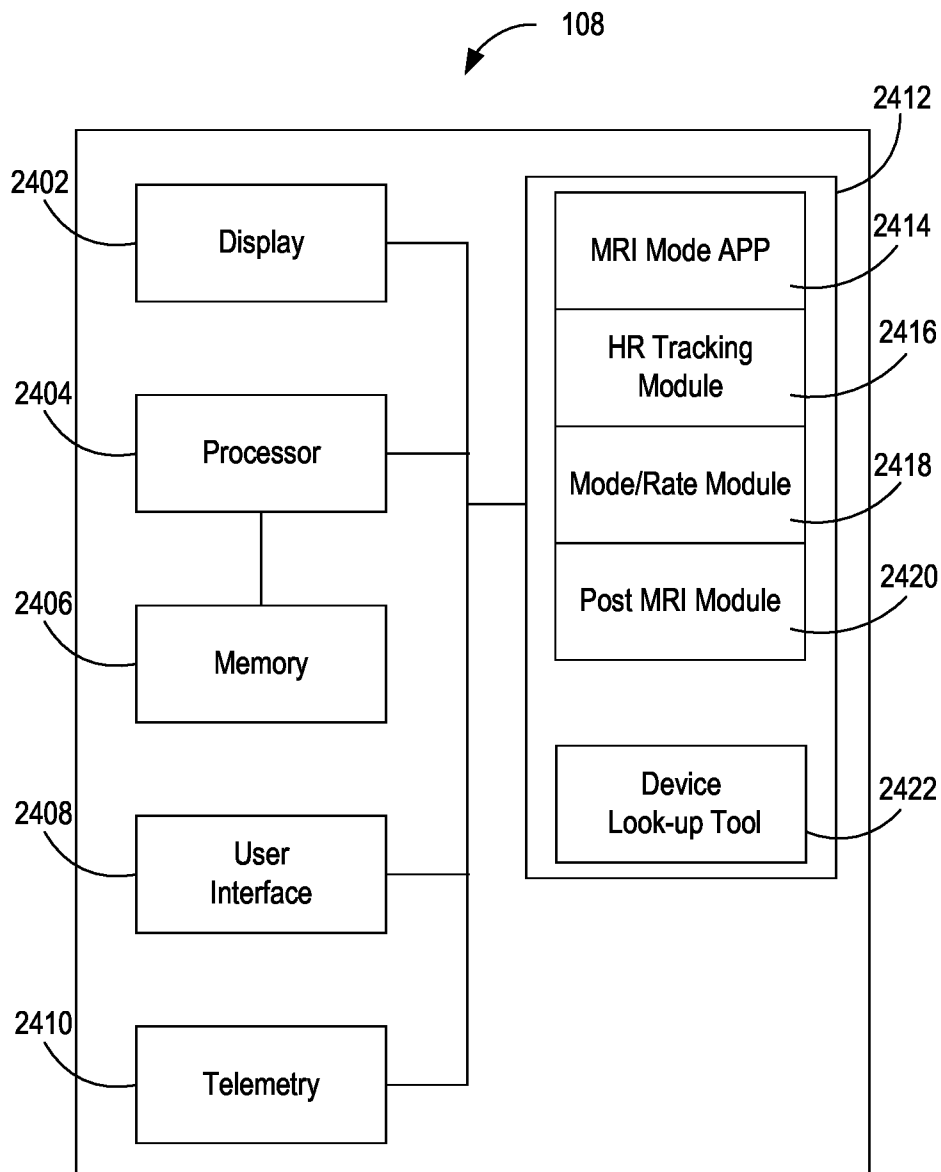 108
2412
2402
Display
MRI Mode APP
2414
HR Tracking
Module
2416
2404
Processor
Mode/Rate Module
2418
Post MRI Module
2420
2406
Memory
Device
Look-up Tool
2422
2408
User
Interface
2410
Telemetry